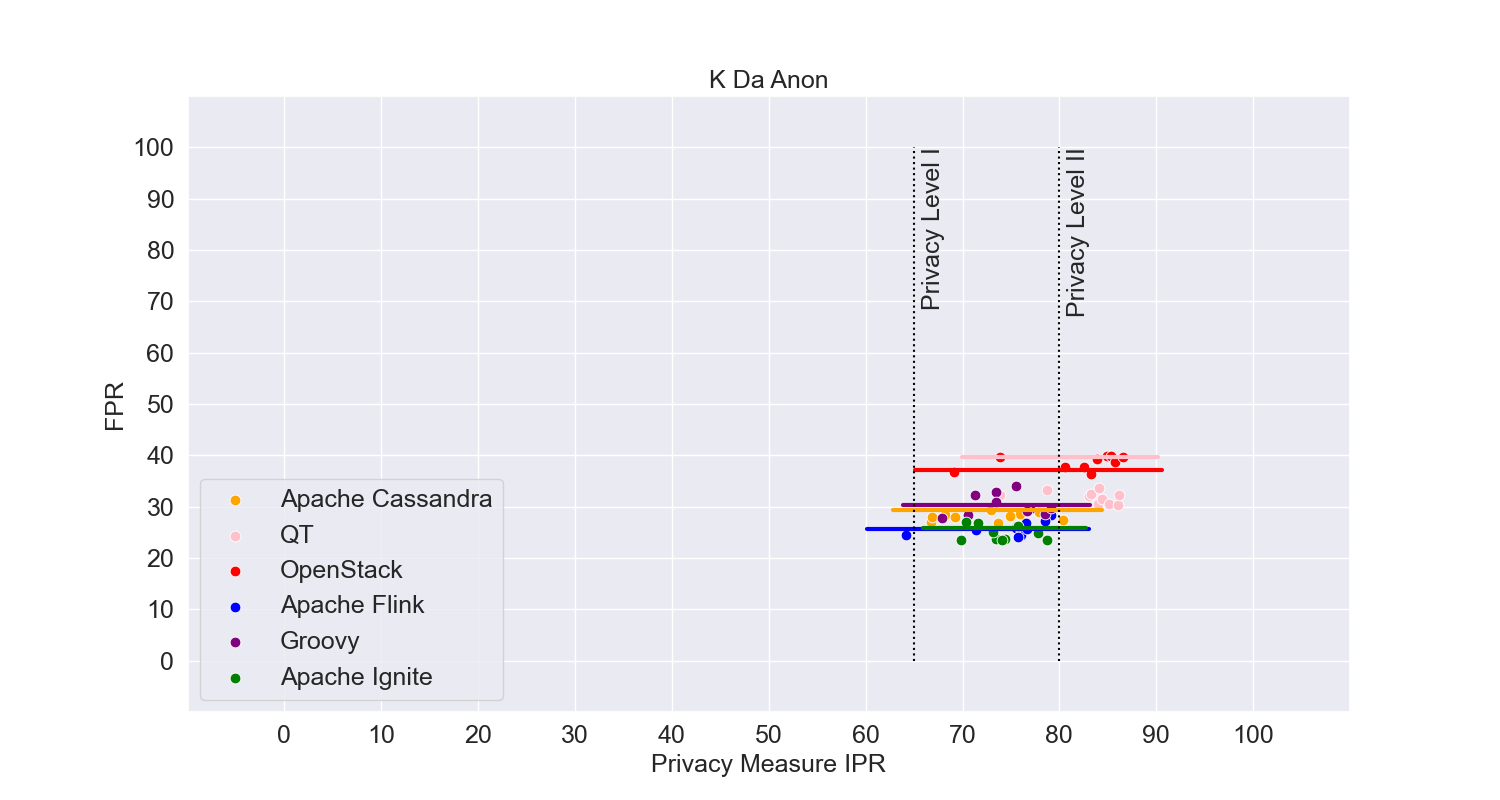 K Da Anon
100
90
80
70
60
50
40
30
20
10
0
FPR
Privacy Level I
Privacy Level II
Apache Cassandra
QT
OpenStack
Apache Flink
Groovy
Apache Ignite
0 10 20 30 40 50 60 70 80 90 100
Privacy Measure IPR